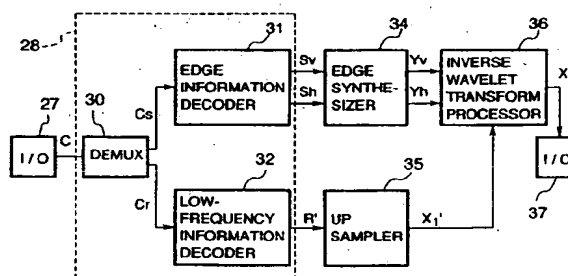 28
27
I/O
C
30
DEMUX
Cs
Cr
31
EDGE
INFORMATION
DECODER
Sv
Sh
34
EDGE
SYNTHE-
SIZER
Yv
Yh
36
INVERSE
WAVELET
TRANSFORM
PROCESSOR
X
I/O
37
32
LOW-
FREQUENCY
INFORMATION
DECODER
R'
35
UP
SAMPLER
X1'